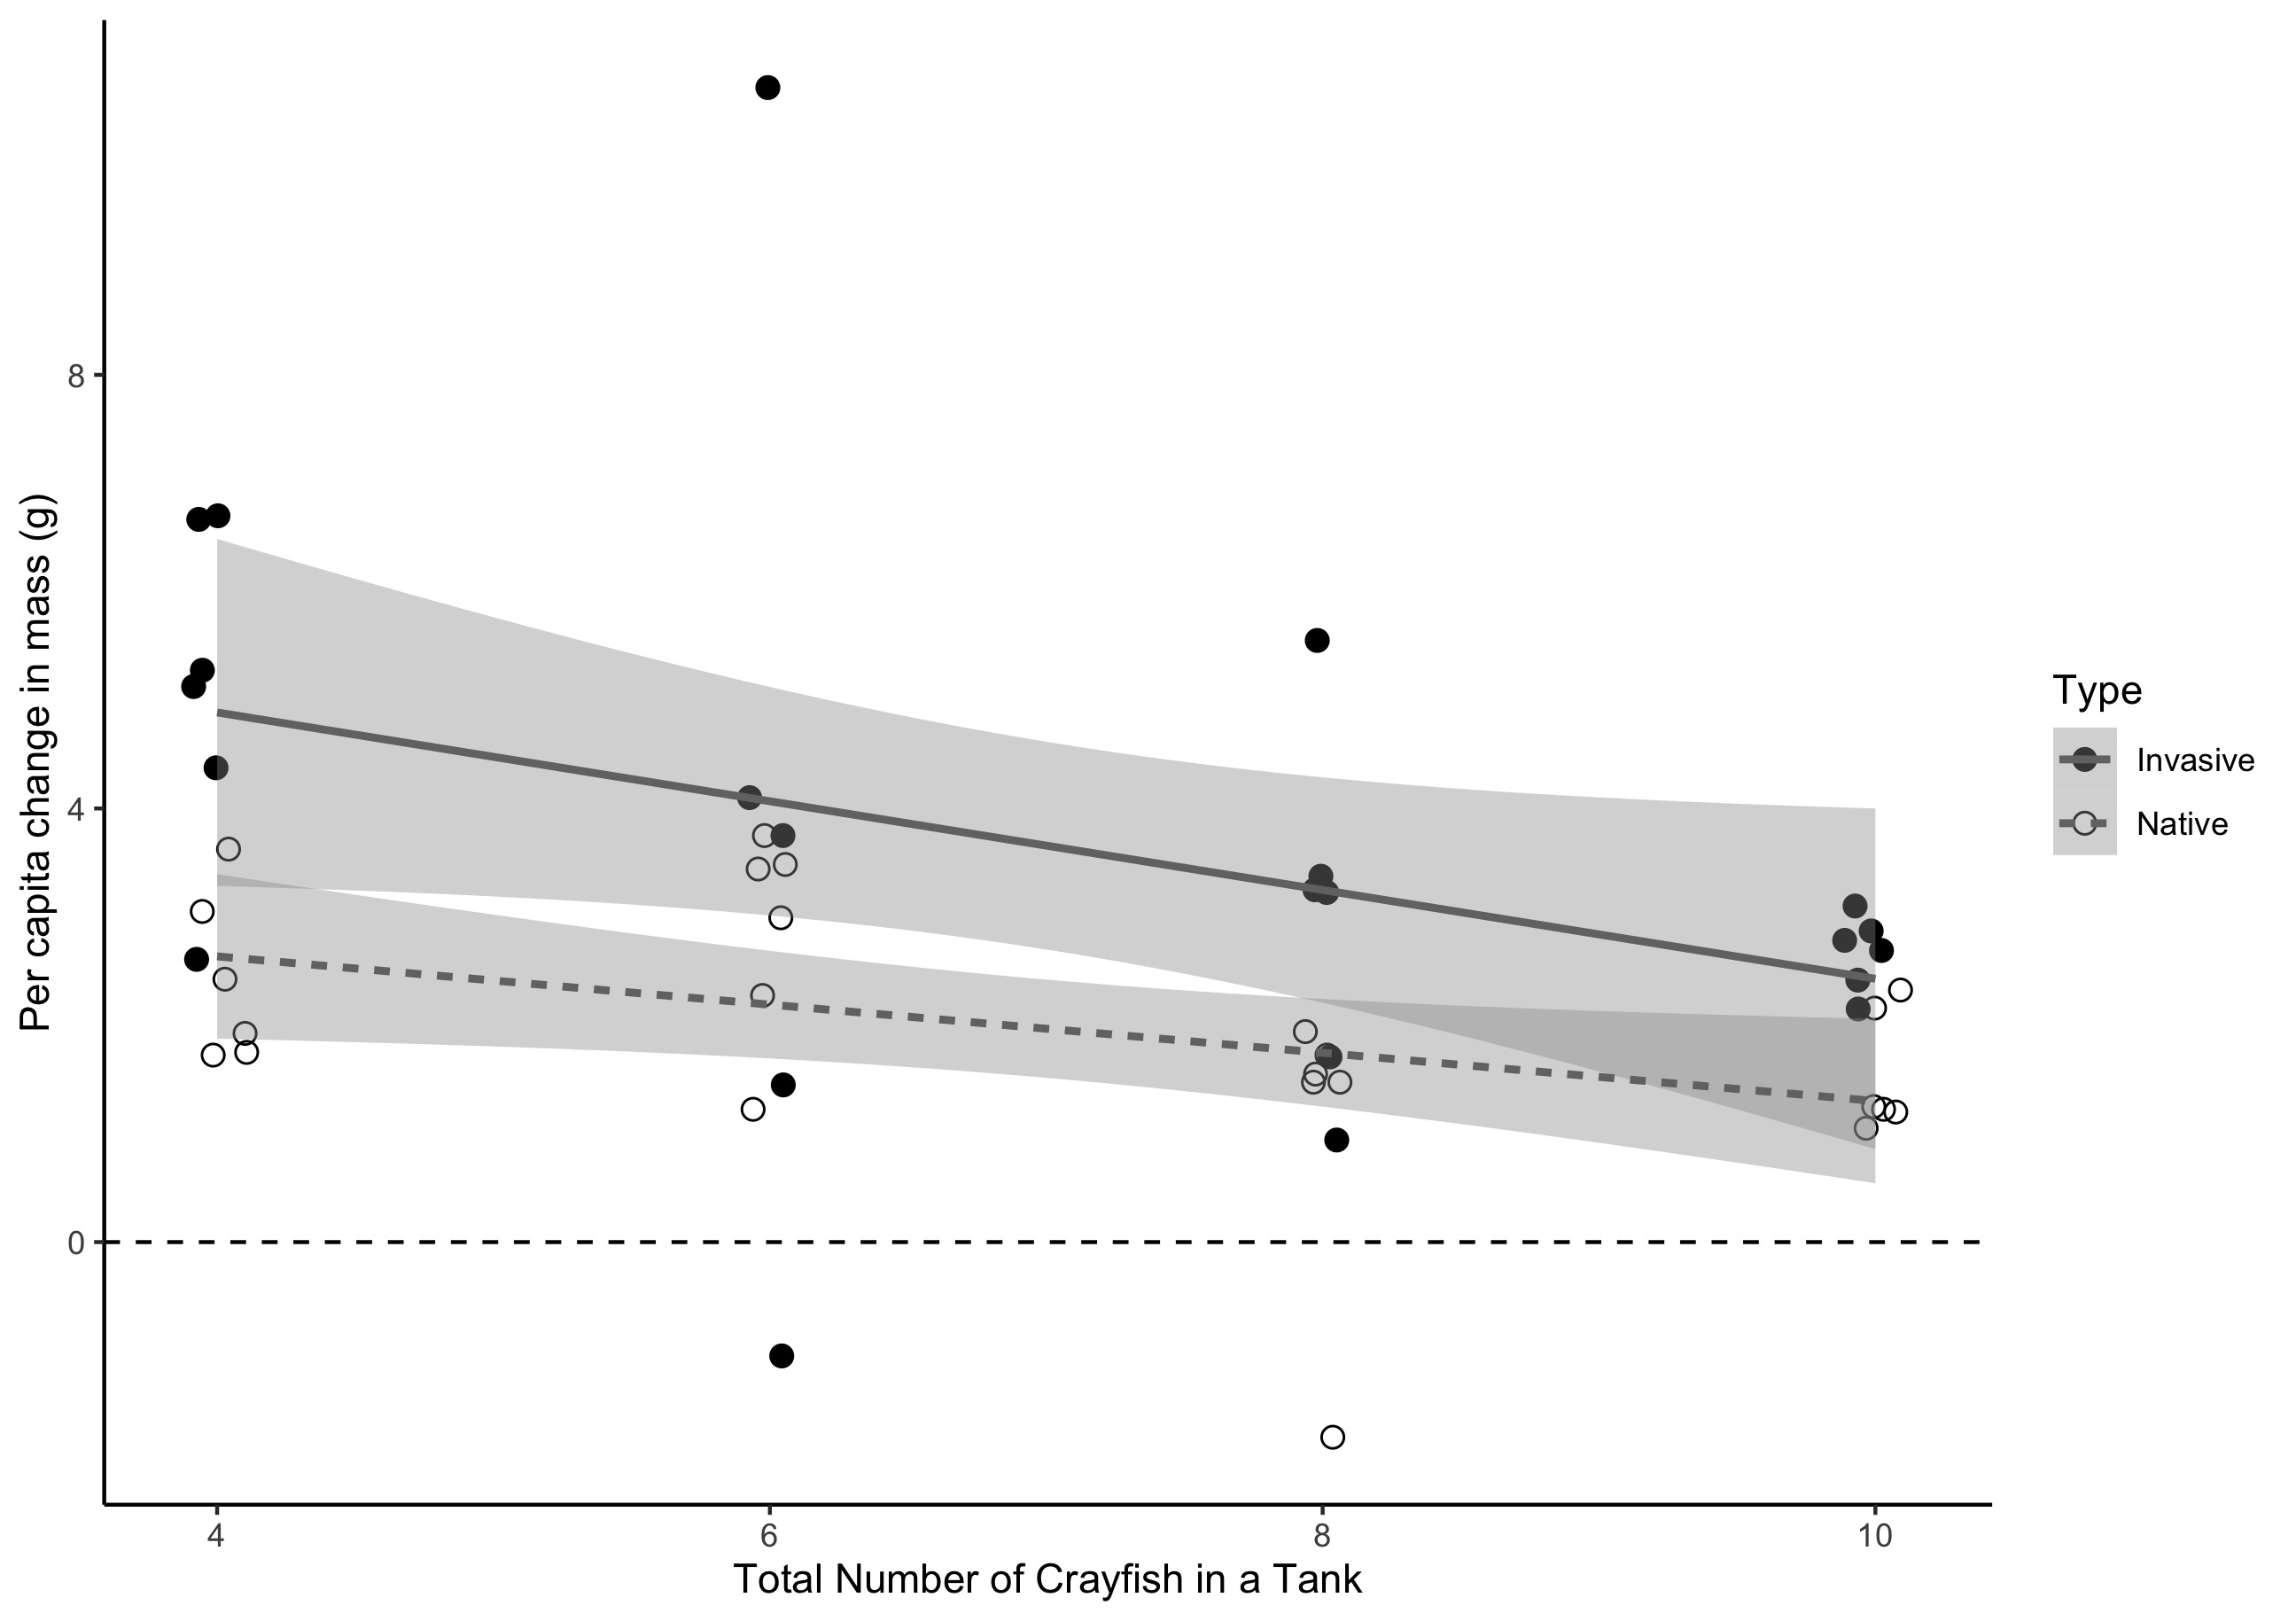 Per capita change in mass (g)
8
4
0
4 6 8 10
Total Number of Crayfish in a Tank
Type
Invasive
Native